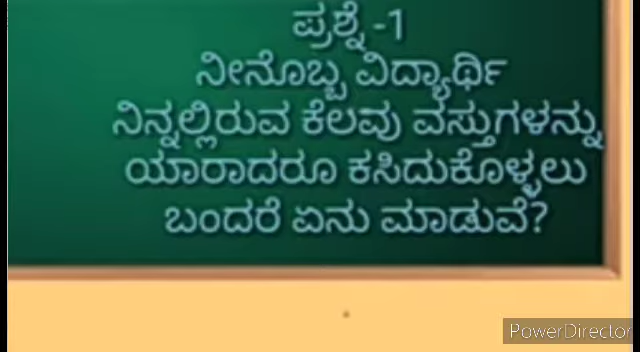 ಪ್ರಶ್ನೆ -1
ನೀನೊಬ್ಬ ವಿದ್ಯಾರ್ಥಿ
ನಿನ್ನಲ್ಲಿರುವ ಕೆಲವು ವಸ್ತುಗಳನ್ನು
ಯಾರಾದರೂ ಕಸಿದುಕೊಳ್ಳಲು
ಬಂದರೆ ಏನು ಮಾಡುವೆ?
PowerDirector